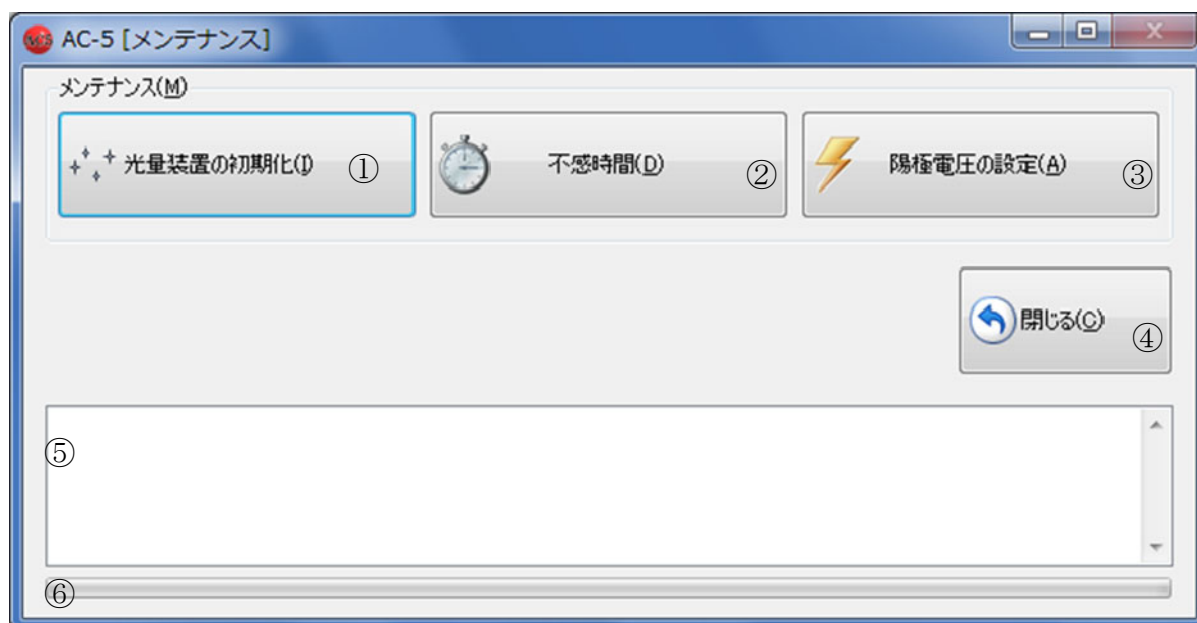 AC-5 [メンテナンス]
メンテナンス(M)
光量装置の初期化(I) ①
不感時間(D) ②
陽極電圧の設定(A) ③
閉じる(C) ④
⑤
⑥